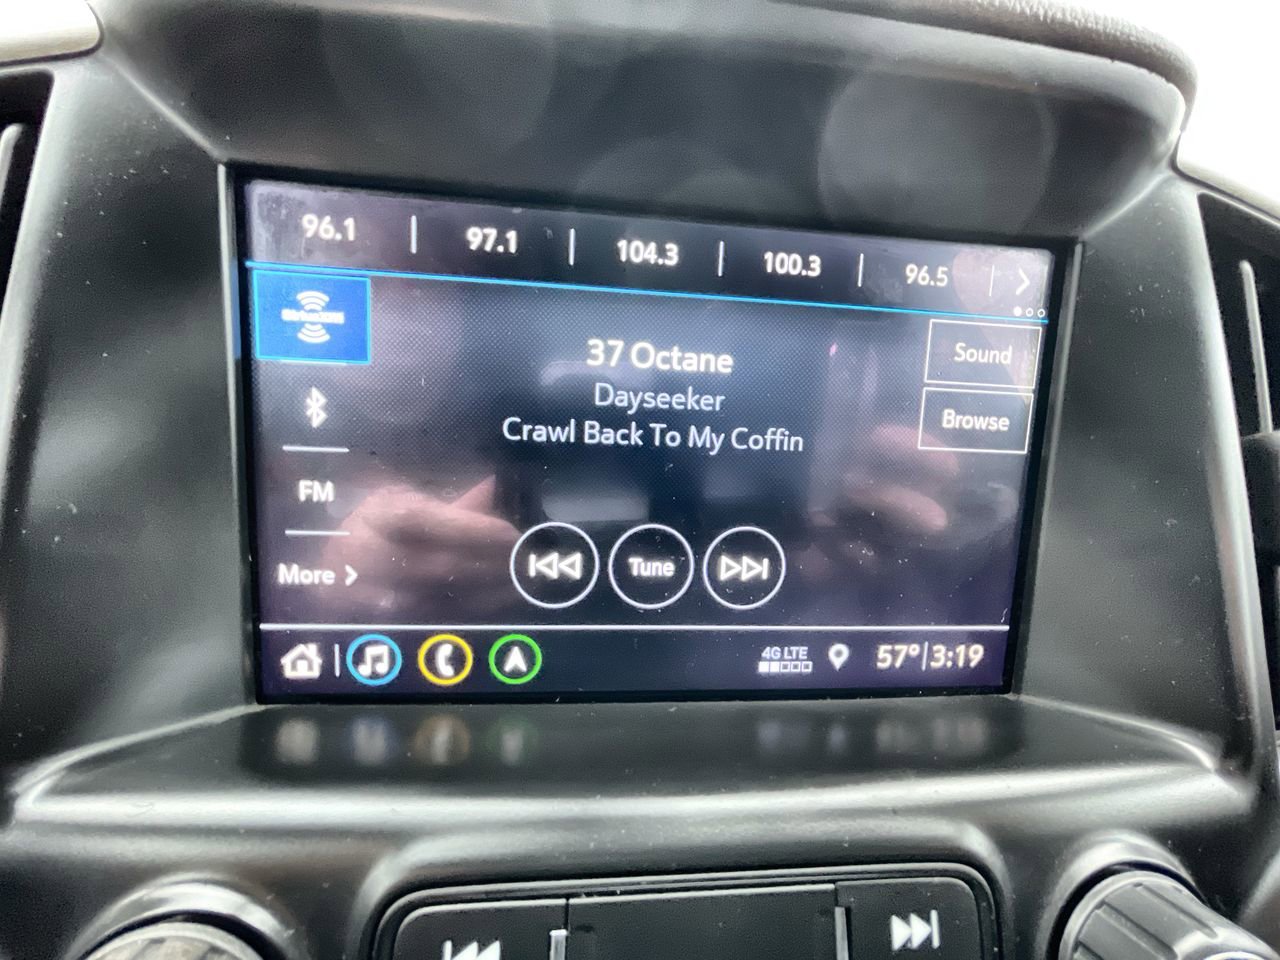 96.1 | 97.1 | 104.3 | 100.3 | 96.5
SiriusXM
37 Octane
Dayseeker
Crawl Back To My Coffin
Sound
Browse
FM
More
Tune
4G LTE
57° | 3:19